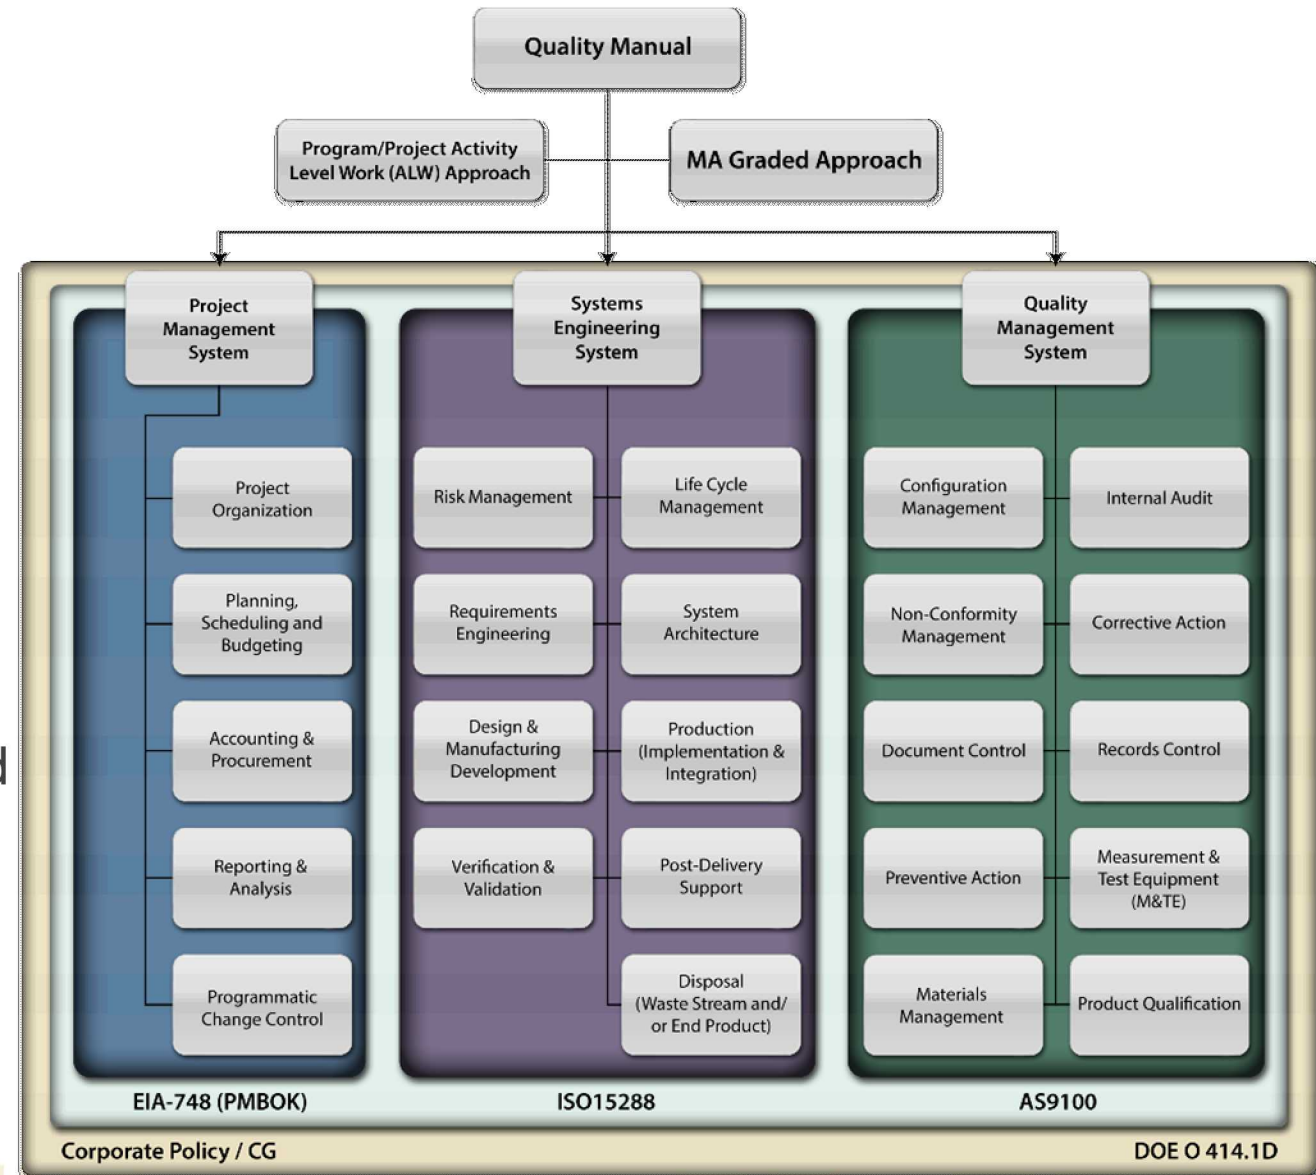 Quality Manual
Program/Project Activity
Level Work (ALW) Approach
MA Graded Approach
Project
Management
System
Project
Organization
Planning,
Scheduling and
Budgeting
Accounting &
Procurement
Reporting &
Analysis
Programmatic
Change Control
EIA-748 (PMBOK)
Systems
Engineering
System
Risk Management
Life Cycle
Management
Requirements
Engineering
System
Architecture
Design &
Manufacturing
Development
Production
(Implementation &
Integration)
Verification &
Validation
Post-Delivery
Support
Disposal
(Waste Stream and/
or End Product)
ISO15288
Quality
Management
System
Configuration
Management
Internal Audit
Non-Conformity
Management
Corrective Action
Document Control
Records Control
Preventive Action
Measurement &
Test Equipment
(M&TE)
Materials
Management
Product Qualification
AS9100
Corporate Policy / CG
DOE O 414.1D